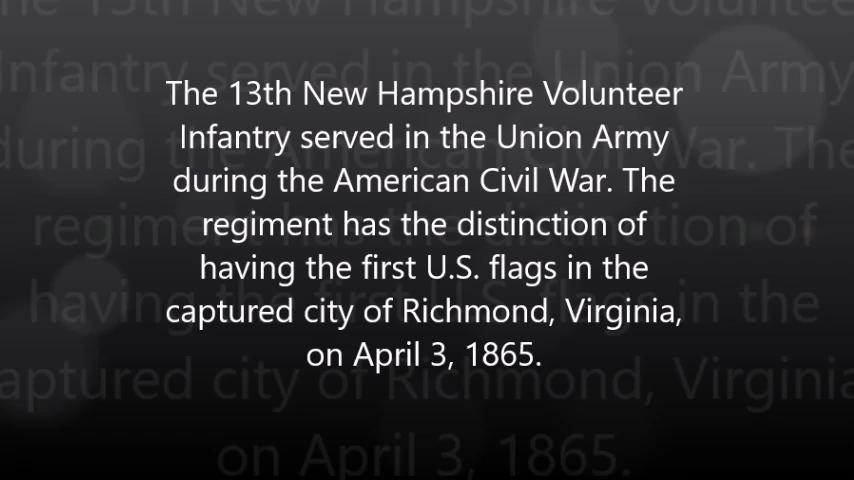 The 13th New Hampshire Volunteer
Infantry served in the Union Army
during the American Civil War. The
regiment has the distinction of
having the first U.S. flags in the
captured city of Richmond, Virginia,
on April 3, 1865.